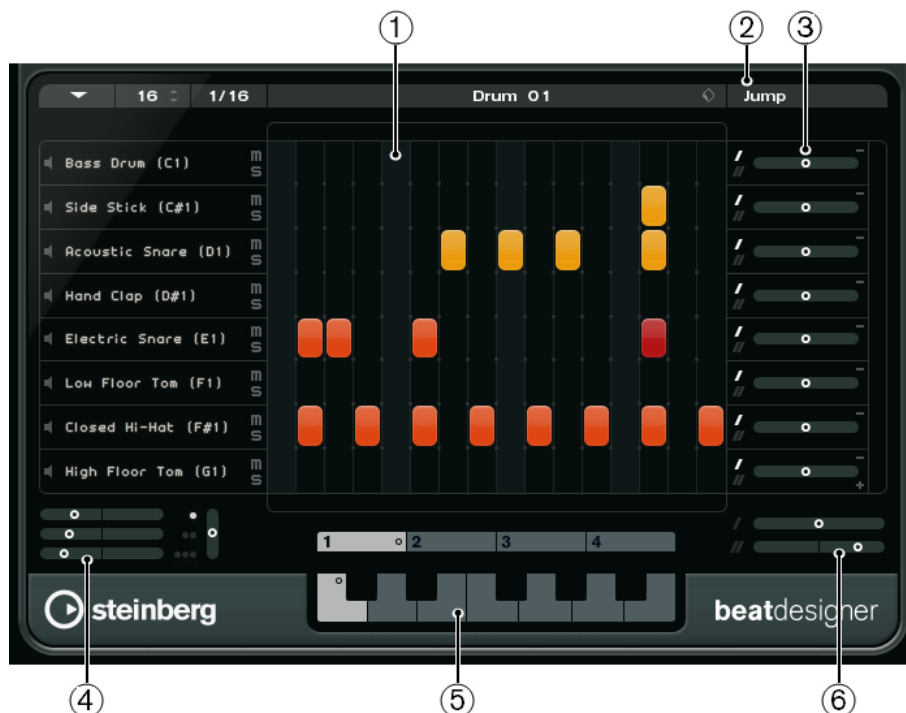 1 2 3
16 1/16 Drum 01 Jump
Bass Drum (C1) m s
Side Stick (C#1) m s
Acoustic Snare (D1) m s
Hand Clap (D#1) m s
Electric Snare (E1) m s
Low Floor Tom (F1) m s
Closed Hi-Hat (F#1) m s
High Floor Tom (G1) m s
1 2 3 4
steinberg beatdesigner
4 5 6